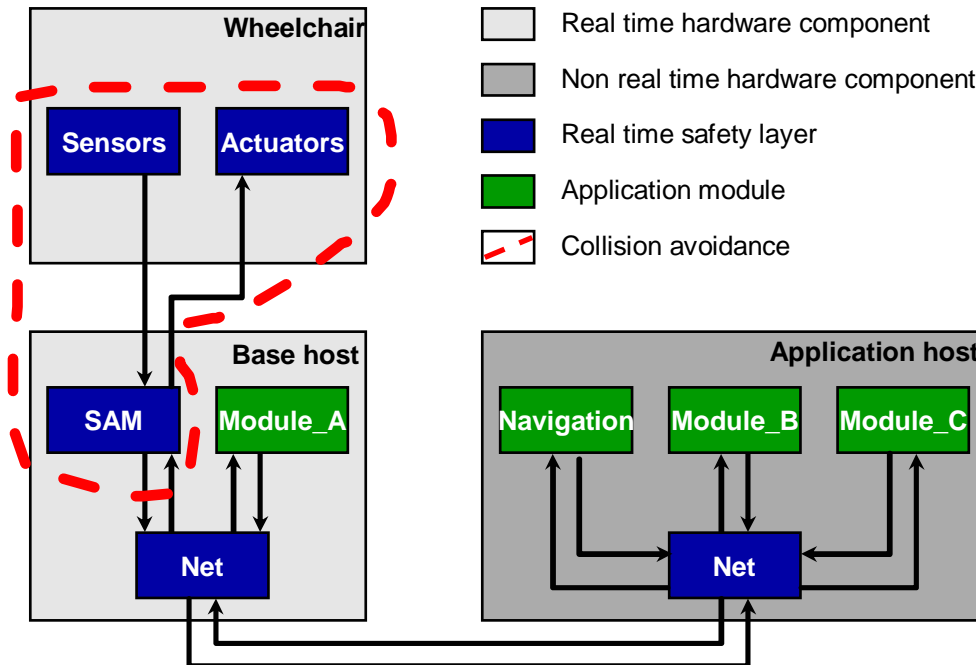 Wheelchair
Sensors
Actuators
Real time hardware component
Non real time hardware component
Real time safety layer
Application module
Collision avoidance
Base host
SAM
Module_A
Net
Application host
Navigation
Module_B
Module_C
Net